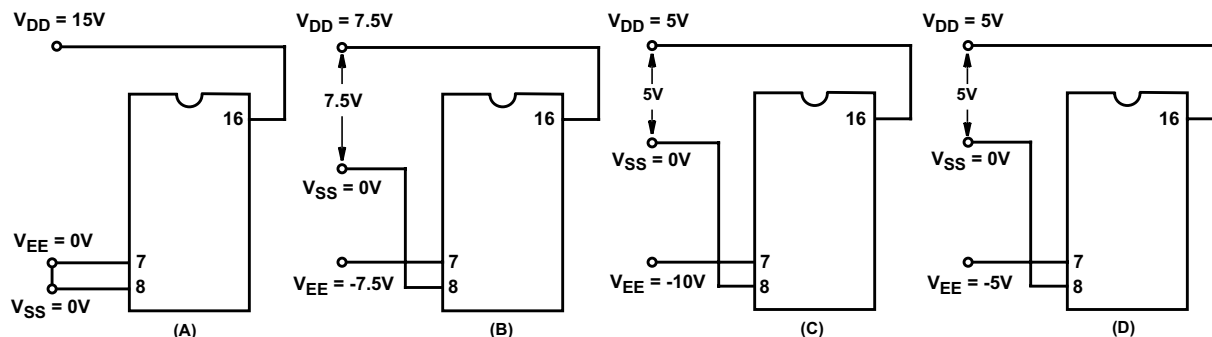 VDD = 15V
16
VEE = 0V
7
8
VSS = 0V
(A)
VDD = 7.5V
7.5V
16
VSS = 0V
7
VEE = -7.5V
8
(B)
VDD = 5V
5V
16
VSS = 0V
7
VEE = -10V
8
(C)
VDD = 5V
5V
16
VSS = 0V
7
VEE = -5V
8
(D)